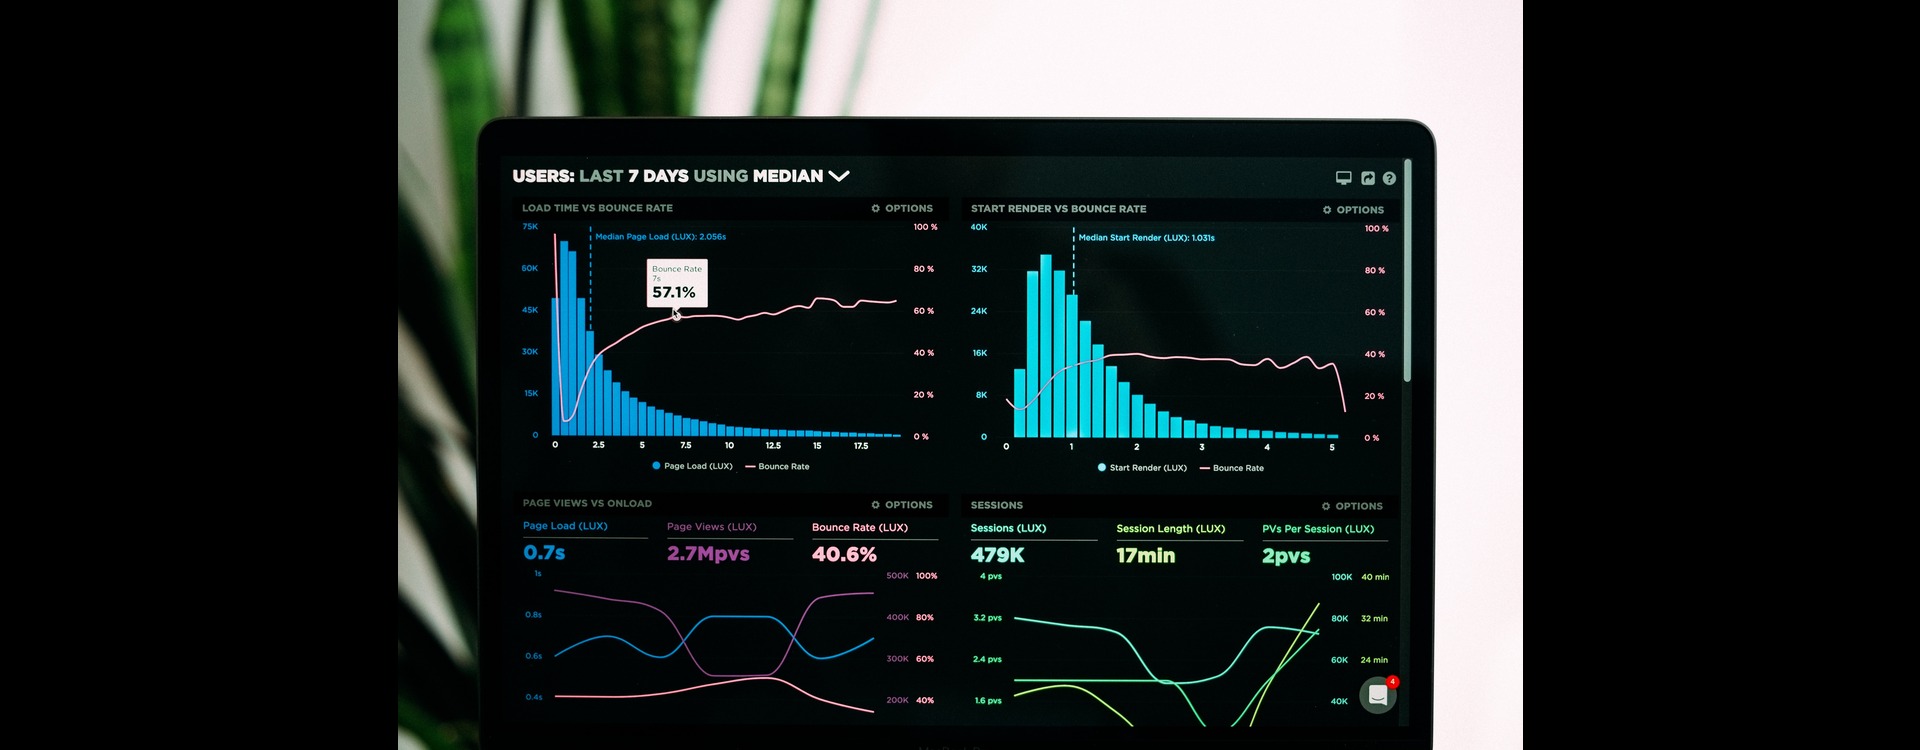 USERS: LAST 7 DAYS USING MEDIAN
LOAD TIME VS BOUNCE RATE
OPTIONS
75K
60K
45K
30K
15K
0
Median Page Load (LUX): 2.056s
Bounce Rate
7s
57.1%
100 %
80 %
60 %
40 %
20 %
0 %
0 2.5 5 7.5 10 12.5 15 17.5
Page Load (LUX) Bounce Rate
START RENDER VS BOUNCE RATE
OPTIONS
40K
32K
24K
16K
8K
0
Median Start Render (LUX): 1.031s
100 %
80 %
60 %
40 %
20 %
0 %
0 1 2 3 4 5
Start Render (LUX) Bounce Rate
PAGE VIEWS VS ONLOAD
OPTIONS
Page Load (LUX)
0.7s
Page Views (LUX)
2.7Mpvs
Bounce Rate (LUX)
40.6%
1s
0.8s
0.6s
0.4s
500K 100%
400K 80%
300K 60%
200K 40%
SESSIONS
OPTIONS
Sessions (LUX)
479K
Session Length (LUX)
17min
PVs Per Session (LUX)
2pvs
4 pvs
3.2 pvs
2.4 pvs
1.6 pvs
100K 40 min
80K 32 min
60K 24 min
40K
4